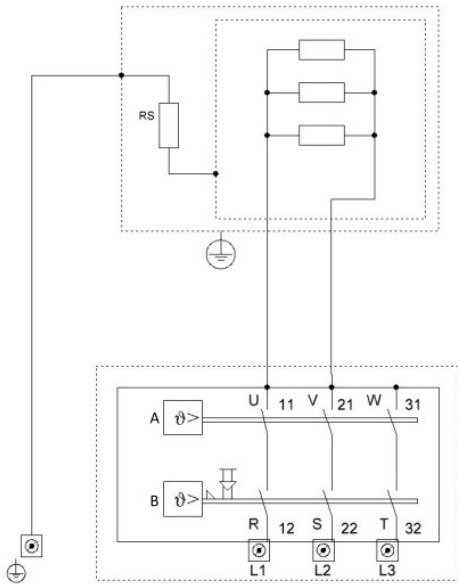 RS
U 11 V 21 W 31
A ϑ>
B ϑ>
R 12 S 22 T 32
L1 L2 L3